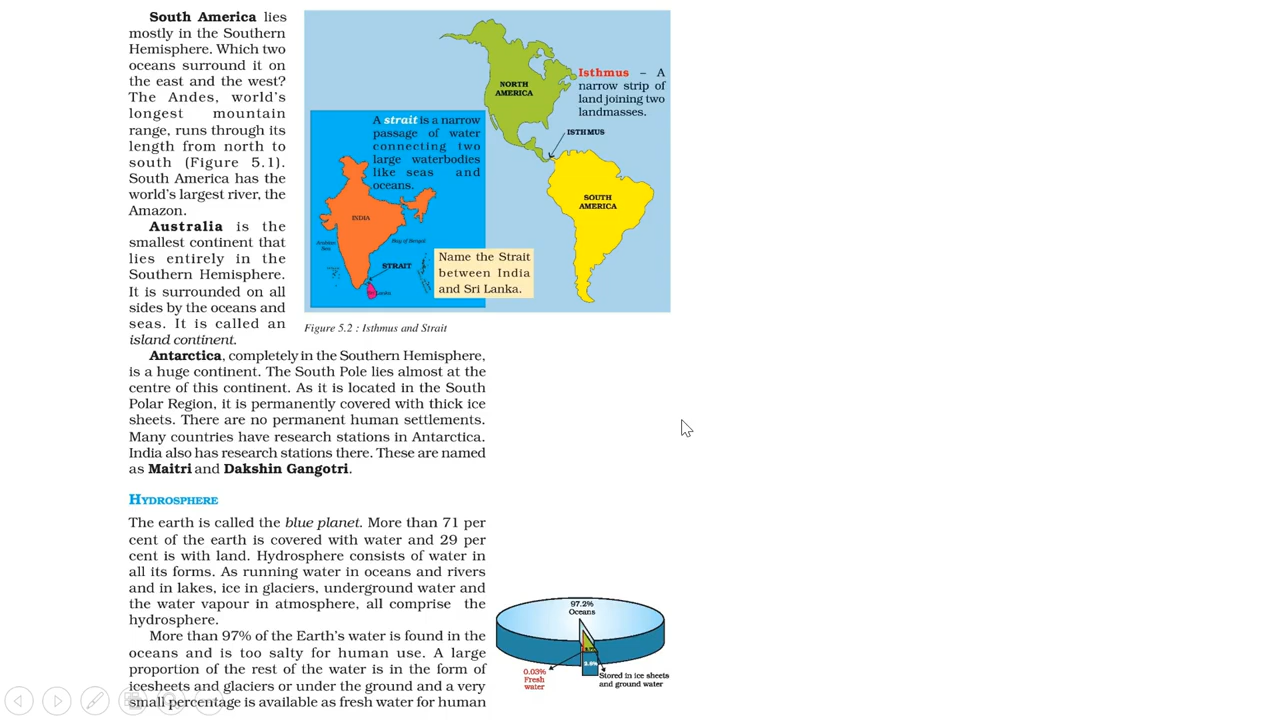 South America lies
mostly in the Southern
Hemisphere. Which two
oceans surround it on
the east and the west?
The Andes, world's
longest mountain
range, runs through its
length from north to
south (Figure 5.1).
South America has the
world's largest river, the
Amazon.
Australia is the
smallest continent that
lies entirely in the
Southern Hemisphere.
It is surrounded on all
sides by the oceans and
seas. It is called an
island continent.
NORTH
AMERICA
Isthmus – A
narrow strip of
land joining two
landmasses.
ISTHMUS
SOUTH
AMERICA
A strait is a narrow
passage of water
connecting two
large waterbodies
like seas and
oceans.
INDIA
Arabian
Sea
Bay of Bengal
STRAIT
Sri Lanka
Name the Strait
between India
and Sri Lanka.
Figure 5.2 : Isthmus and Strait
Antarctica, completely in the Southern Hemisphere,
is a huge continent. The South Pole lies almost at the
centre of this continent. As it is located in the South
Polar Region, it is permanently covered with thick ice
sheets. There are no permanent human settlements.
Many countries have research stations in Antarctica.
India also has research stations there. These are named
as Maitri and Dakshin Gangotri.
HYDROSPHERE
The earth is called the blue planet. More than 71 per
cent of the earth is covered with water and 29 per
cent is with land. Hydrosphere consists of water in
all its forms. As running water in oceans and rivers
and in lakes, ice in glaciers, underground water and
the water vapour in atmosphere, all comprise the
hydrosphere.
More than 97% of the Earth's water is found in the
oceans and is too salty for human use. A large
proportion of the rest of the water is in the form of
icesheets and glaciers or under the ground and a very
small percentage is available as fresh water for human
97.2%
Oceans
2.8%
0.03%
Fresh
water
Stored in ice sheets
and ground water